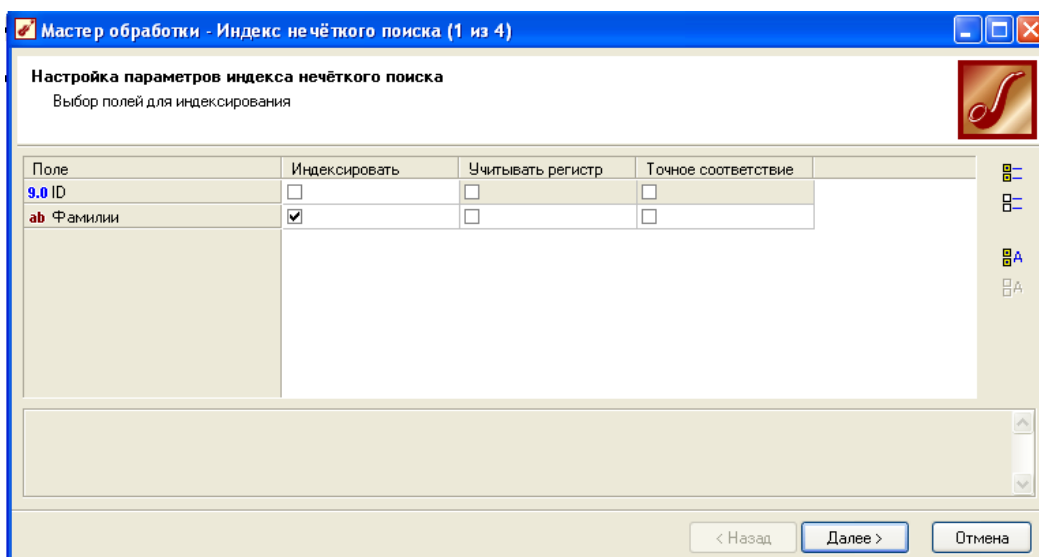 Мастер обработки - Индекс нечёткого поиска (1 из 4)
Настройка параметров индекса нечёткого поиска
Выбор полей для индексирования
Поле Индексировать Учитывать регистр Точное соответствие
9.0 ID
ab Фамилии
A
A
< Назад Далее > Отмена